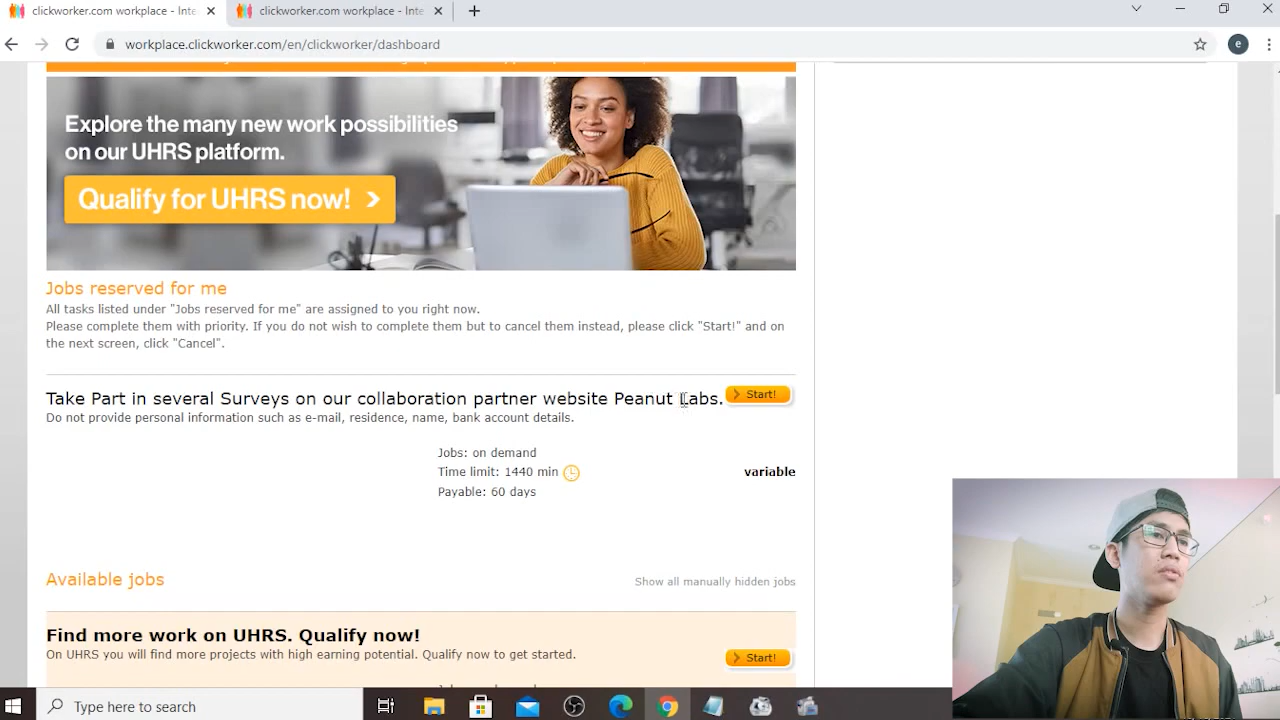 clickworker.com workplace - Inte
clickworker.com workplace - Inte
workplace.clickworker.com/en/clickworker/dashboard
e
Explore the many new work possibilities
on our UHRS platform.
Qualify for UHRS now! >
Jobs reserved for me
All tasks listed under "Jobs reserved for me" are assigned to you right now.
Please complete them with priority. If you do not wish to complete them but to cancel them instead, please click "Start!" and on
the next screen, click "Cancel".
Take Part in several Surveys on our collaboration partner website Peanut Labs.
Start!
Do not provide personal information such as e-mail, residence, name, bank account details.
Jobs: on demand
Time limit: 1440 min
variable
Payable: 60 days
Available jobs
Show all manually hidden jobs
Find more work on UHRS. Qualify now!
On UHRS you will find more projects with high earning potential. Qualify now to get started.
Start!
Type here to search